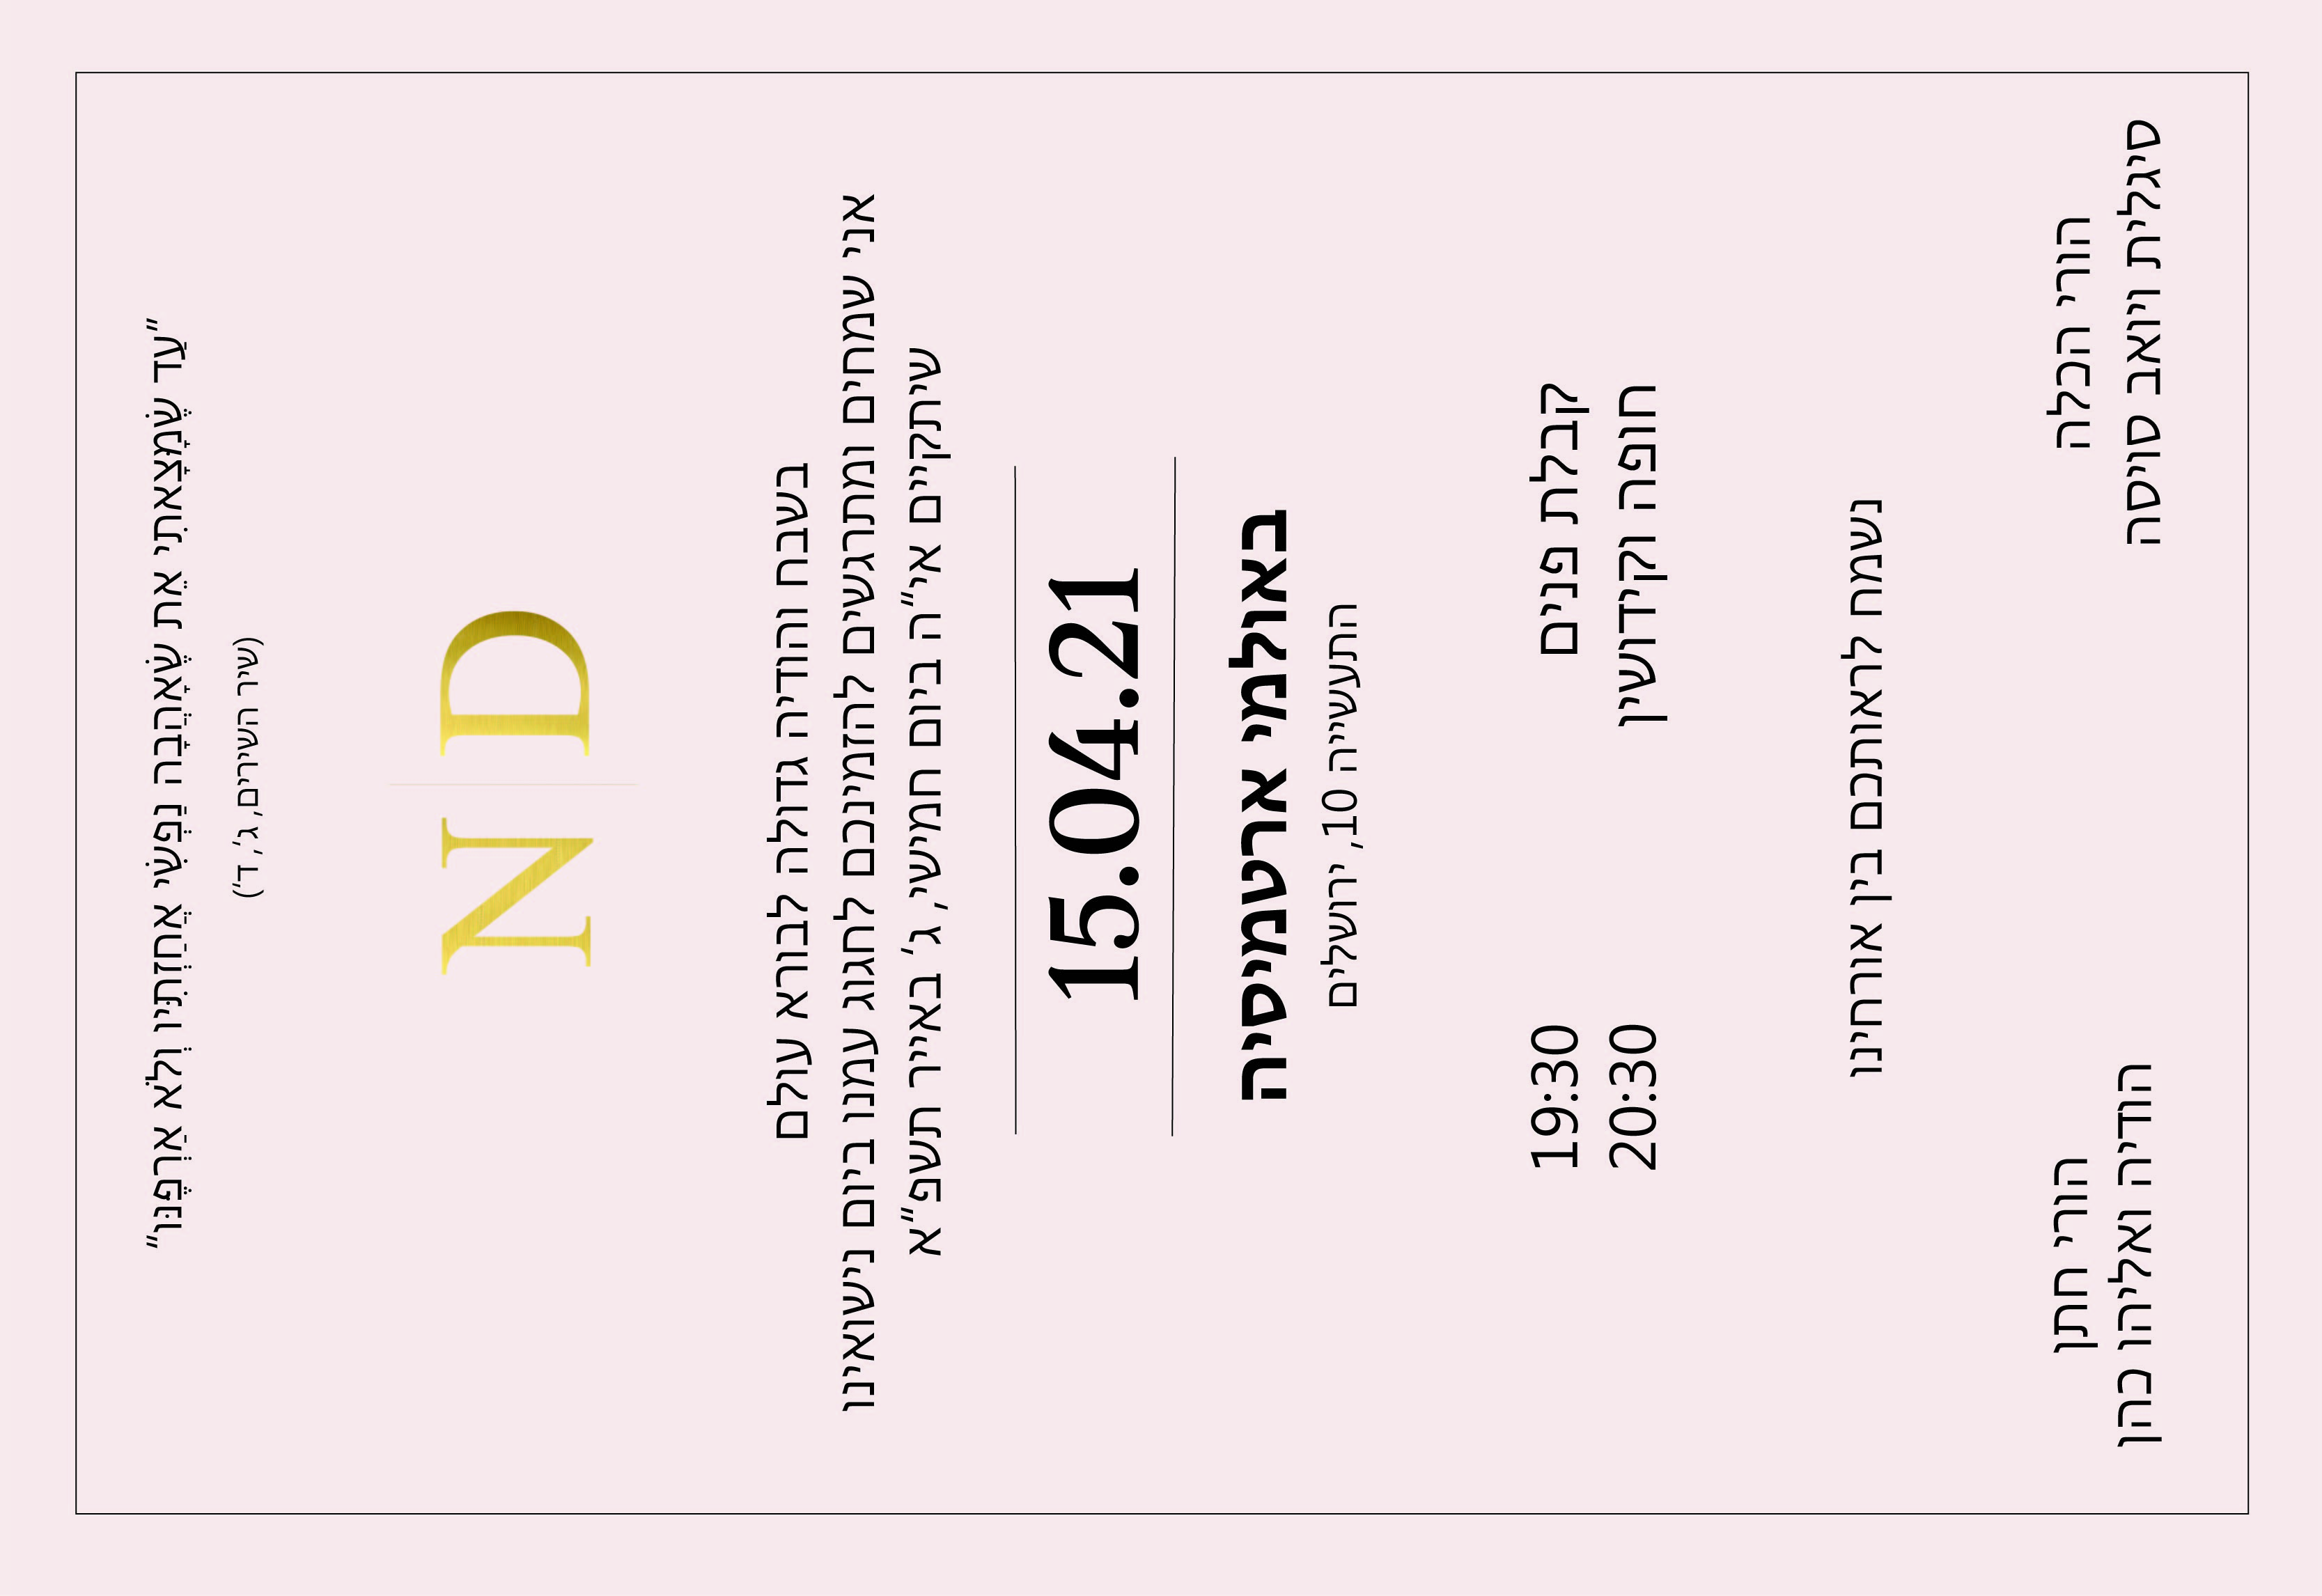 "עַד שֶׁמָּצָאתִי אֵת שֶׁאָהֲבָה נַפְשִׁי אֲחַזְתִּיו וְלֹא אַרְפֶּנּוּ"
(שיר השירים, ג', ד')
N|D
בשבח והודיה גדולה לבורא עולם
אני שמחים ומתרגשים להזמינכם לחגוג עמנו ביום נישואינו
שיתקיים אי"ה ביום חמישי, ג' באייר תשפ"א
15.04.21
באולמי ארטמיסיה
התעשייה 10, ירושלים
קבלת פנים 19:30
חופה וקידושין 20:30
נשמח לראותכם בין אורחינו
הורי הכלה
סיגלית ויואב סויסה
הורי חתן
הודיה ואליהו כהן